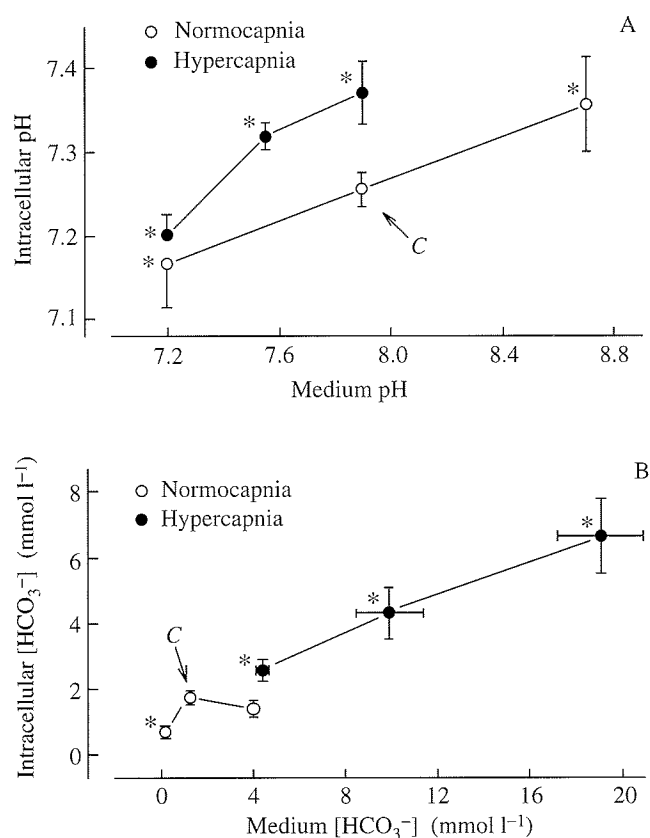 A
○ Normocapnia
● Hypercapnia
Intracellular pH
7.4
7.3
7.2
7.1
*
*
*
*
*
C
7.2 7.6 8.0 8.4 8.8
Medium pH
B
○ Normocapnia
● Hypercapnia
Intracellular [HCO₃⁻] (mmol l⁻¹)
8
6
4
2
0
*
*
*
C
*
0 4 8 12 16 20
Medium [HCO₃⁻] (mmol l⁻¹)